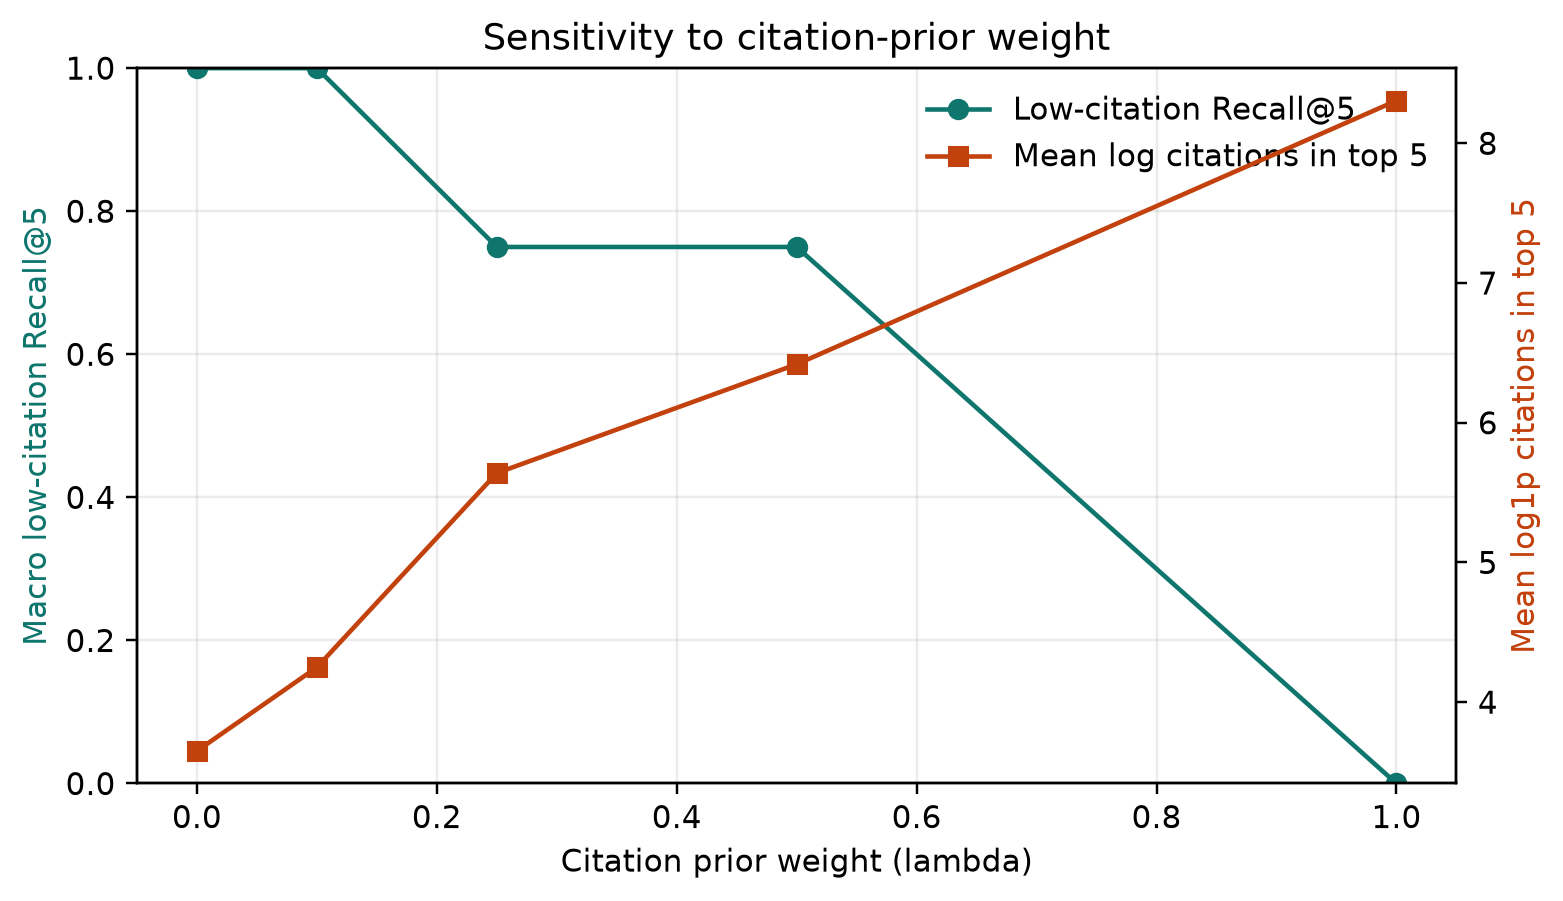 Sensitivity to citation-prior weight
Low-citation Recall@5
Mean log citations in top 5
Macro low-citation Recall@5
1.0
0.8
0.6
0.4
0.2
0.0
8
7
6
5
4
Mean log1p citations in top 5
0.0 0.2 0.4 0.6 0.8 1.0
Citation prior weight (lambda)